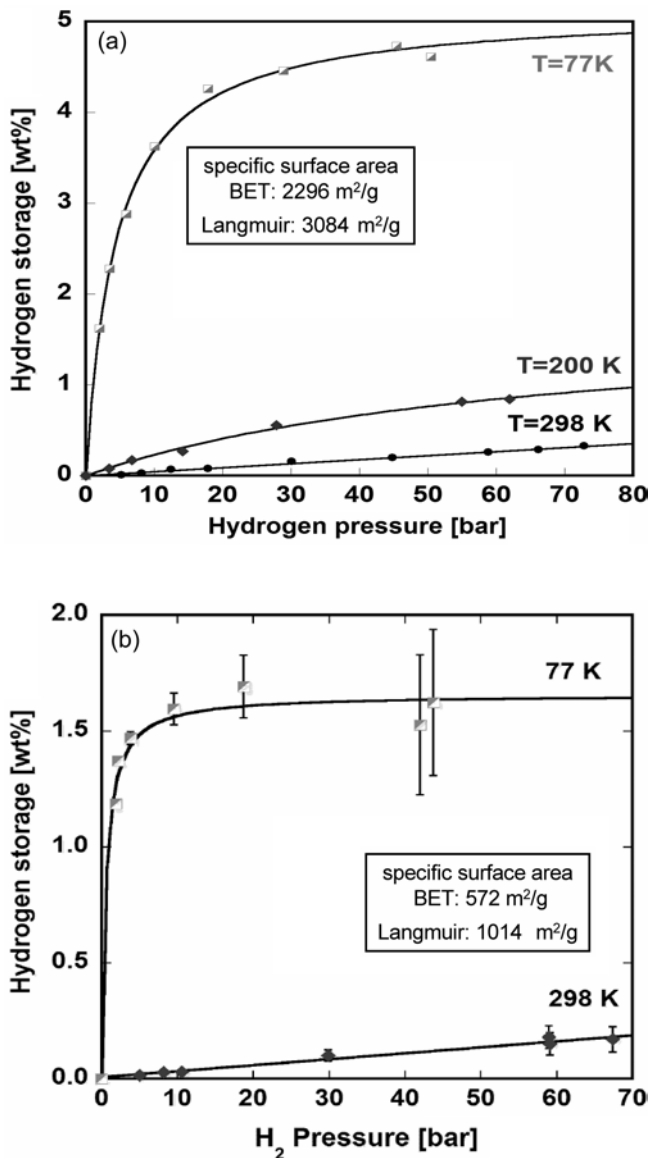 (a)
5
4
3
2
1
0
Hydrogen storage [wt%]
T=77K
specific surface area
BET: 2296 m²/g
Langmuir: 3084 m²/g
T=200 K
T=298 K
0 10 20 30 40 50 60 70 80
Hydrogen pressure [bar]
(b)
2.0
1.5
1.0
0.5
0.0
Hydrogen storage [wt%]
77 K
specific surface area
BET: 572 m²/g
Langmuir: 1014 m²/g
298 K
0 10 20 30 40 50 60 70
H₂ Pressure [bar]